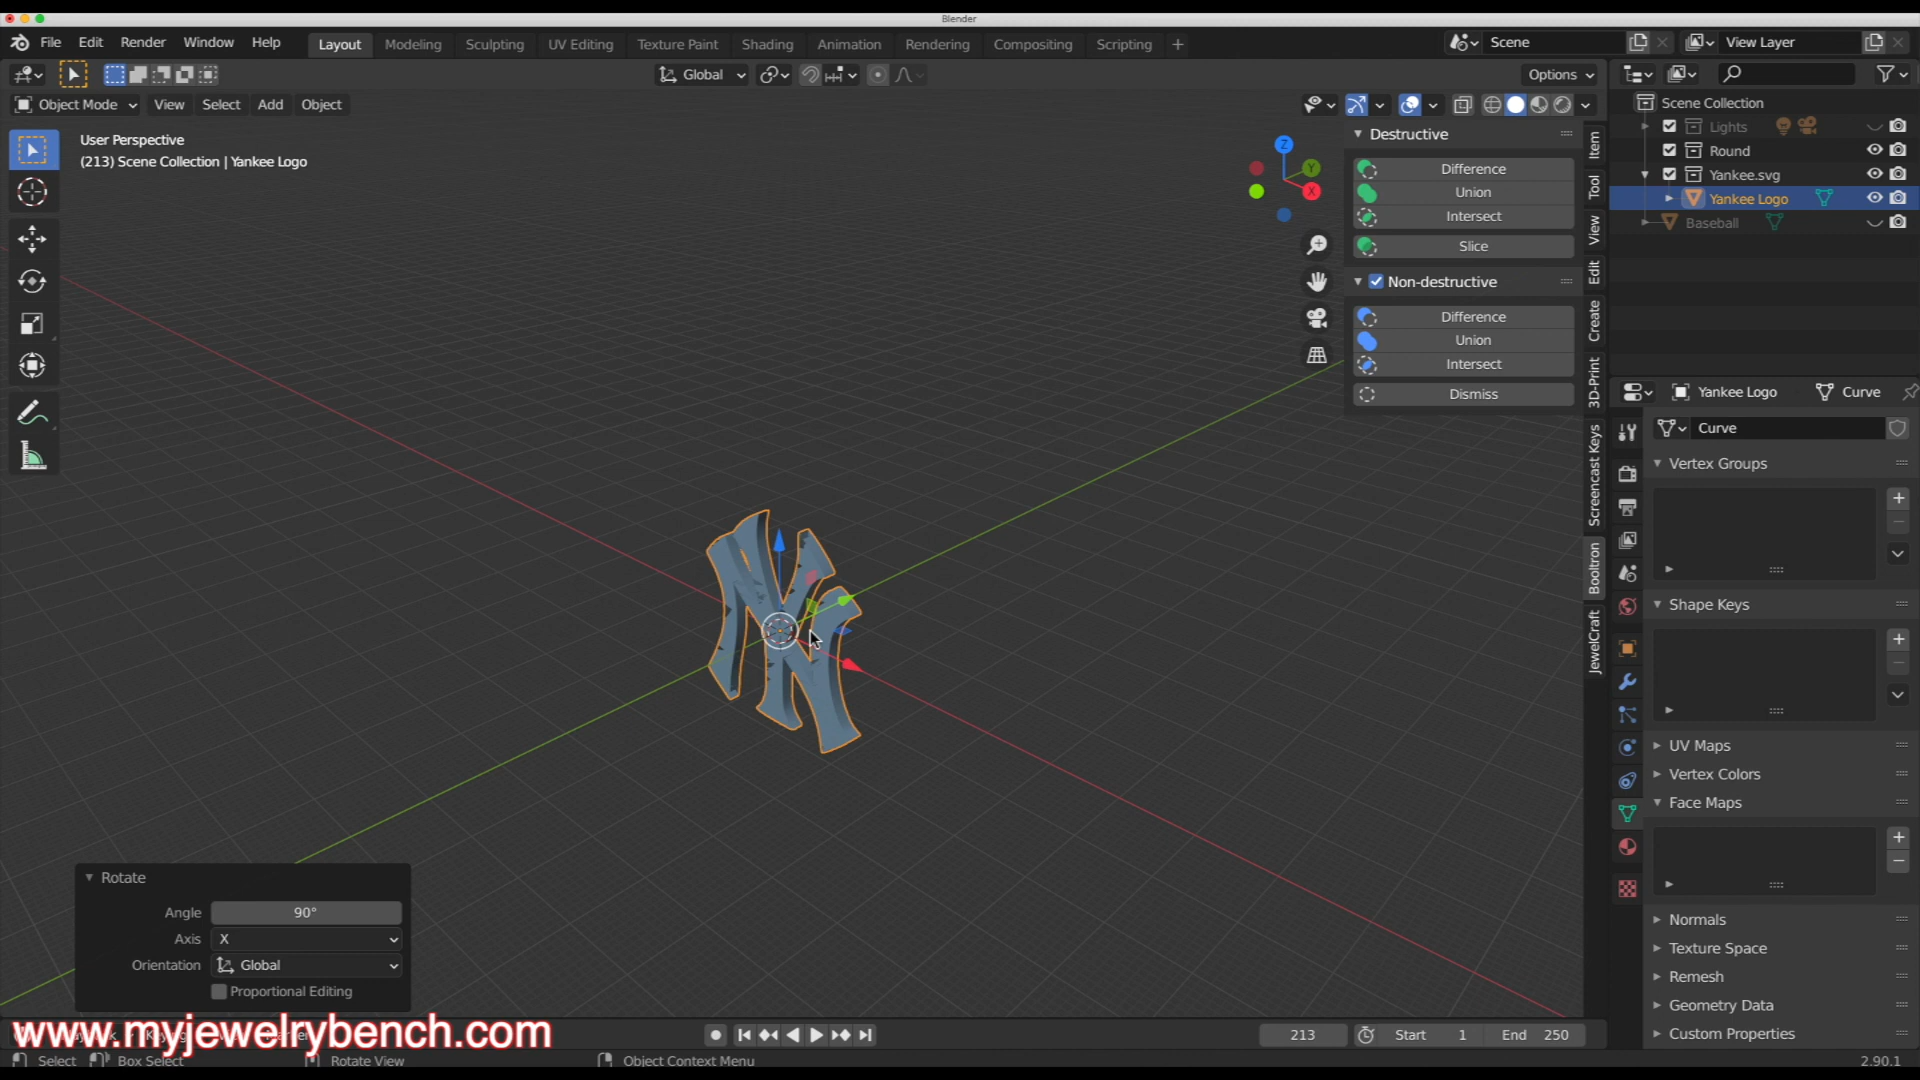 Blender
File Edit Render Window Help
Layout Modeling Sculpting UV Editing Texture Paint Shading Animation Rendering Compositing Scripting +
Scene
View Layer
Global
Options
Object Mode View Select Add Object
User Perspective
(213) Scene Collection | Yankee Logo
Z
Y
X
Destructive
Difference
Union
Intersect
Slice
Non-destructive
Difference
Union
Intersect
Dismiss
Item
Tool
View
Edit
Create
3D-Print
Screencast Keys
Booltron
JewelCraft
Scene Collection
Lights
Round
Yankee.svg
Yankee Logo
Baseball
Yankee Logo Curve
Curve
Vertex Groups
Shape Keys
UV Maps
Vertex Colors
Face Maps
Normals
Texture Space
Remesh
Geometry Data
Custom Properties
Rotate
Angle 90°
Axis X
Orientation Global
Proportional Editing
www.myjewelrybench.com
213 Start 1 End 250
Select Box Select Rotate View Object Context Menu
2.90.1